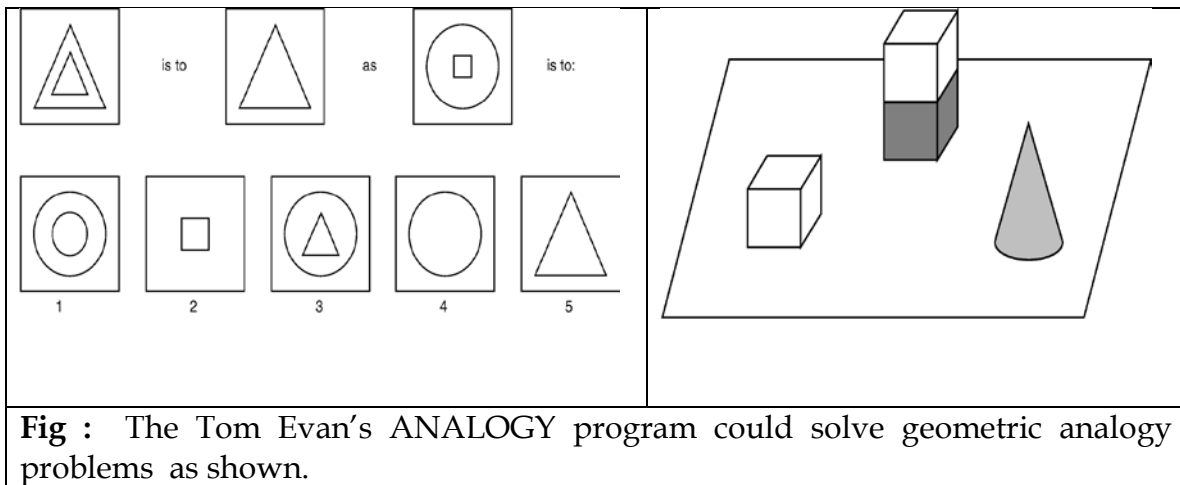 is to as is to:
1 2 3 4 5
Fig : The Tom Evan’s ANALOGY program could solve geometric analogy
problems as shown.